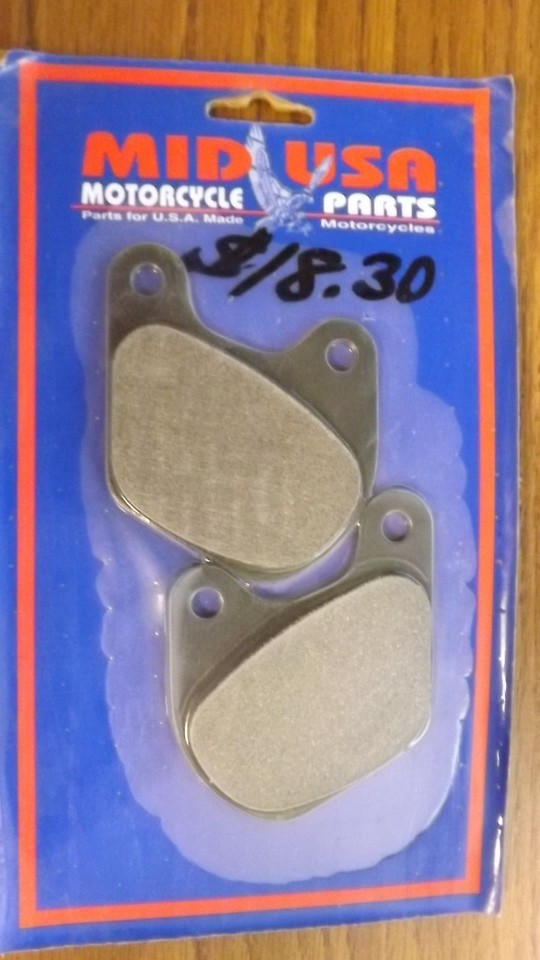 MID USA
MOTORCYCLE PARTS
Parts for U.S.A. Made Motorcycles
$18.30